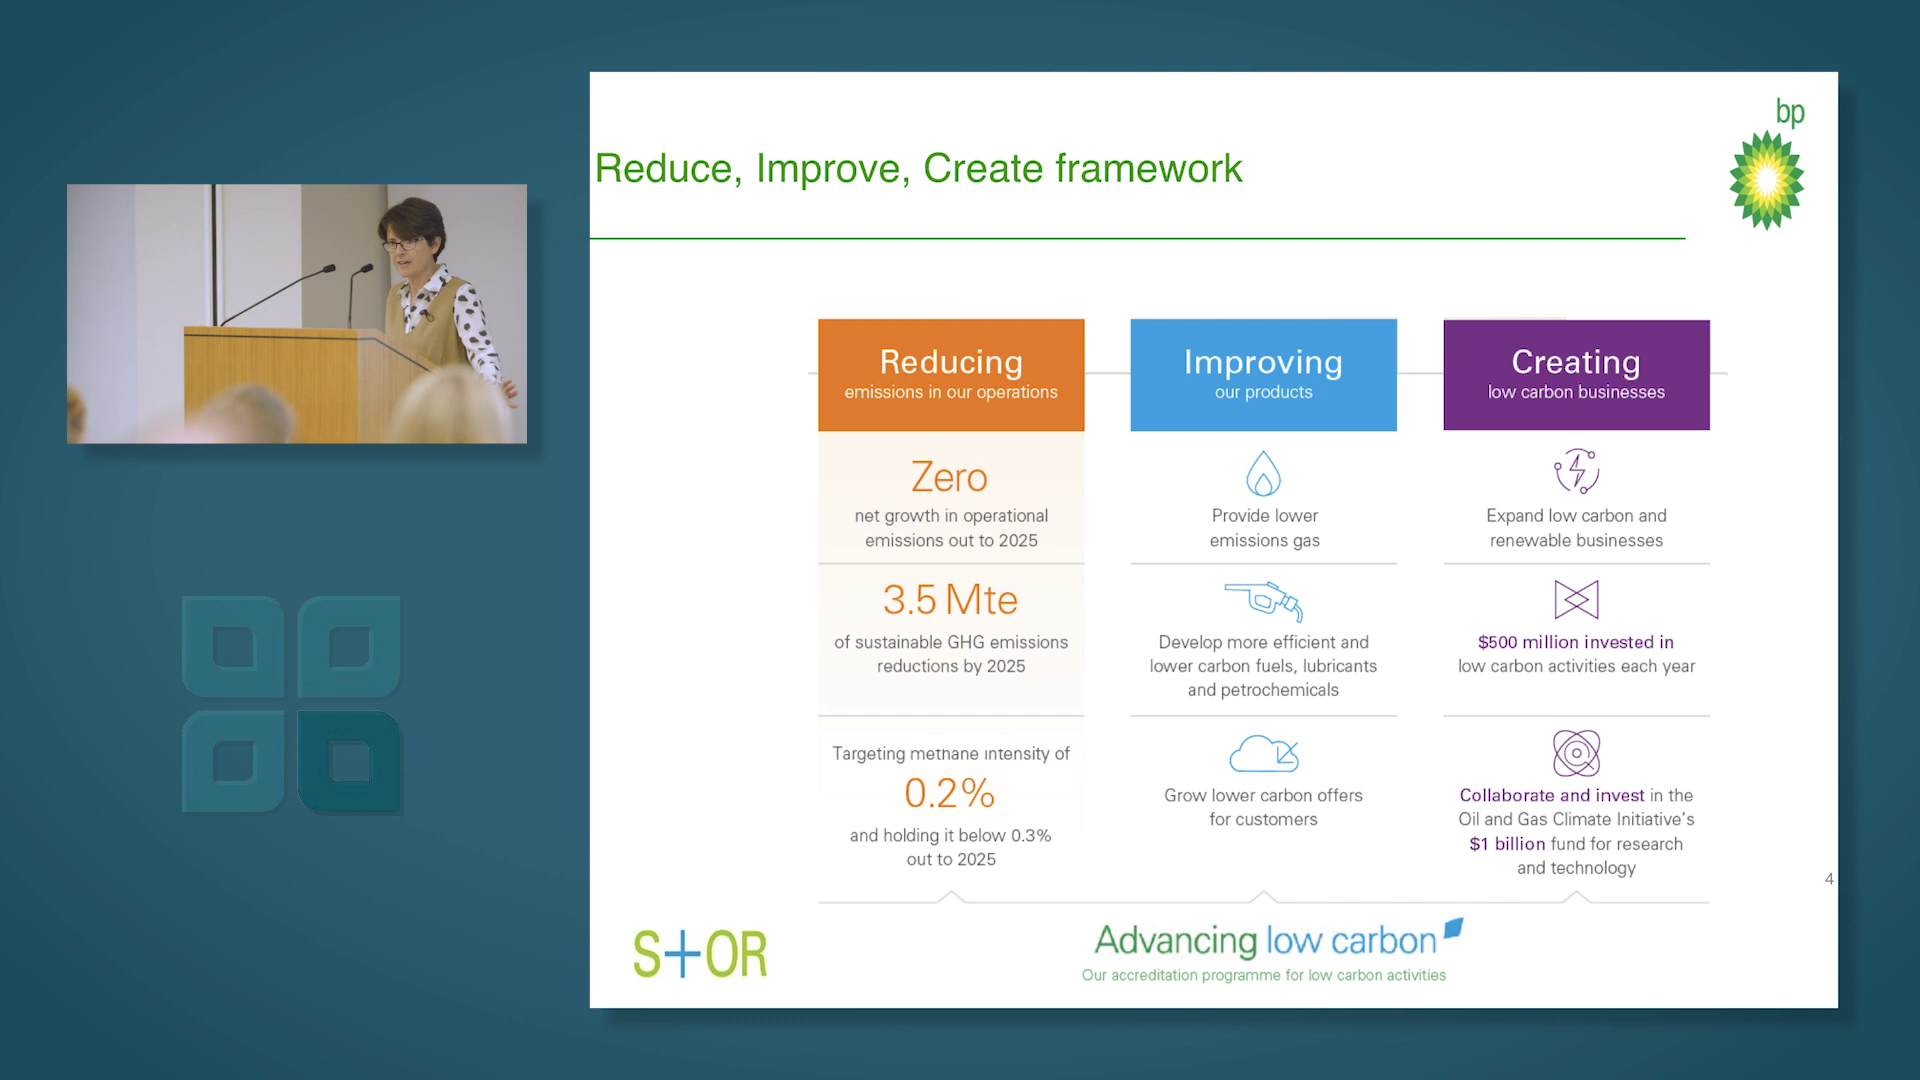 bp
Reduce, Improve, Create framework
Reducing
emissions in our operations
Zero
net growth in operational
emissions out to 2025
3.5 Mte
of sustainable GHG emissions
reductions by 2025
Targeting methane intensity of
0.2%
and holding it below 0.3%
out to 2025
Improving
our products
Provide lower
emissions gas
Develop more efficient and
lower carbon fuels, lubricants
and petrochemicals
Grow lower carbon offers
for customers
Creating
low carbon businesses
Expand low carbon and
renewable businesses
$500 million invested in
low carbon activities each year
Collaborate and invest in the
Oil and Gas Climate Initiative's
$1 billion fund for research
and technology
4
S+OR
Advancing low carbon
Our accreditation programme for low carbon activities